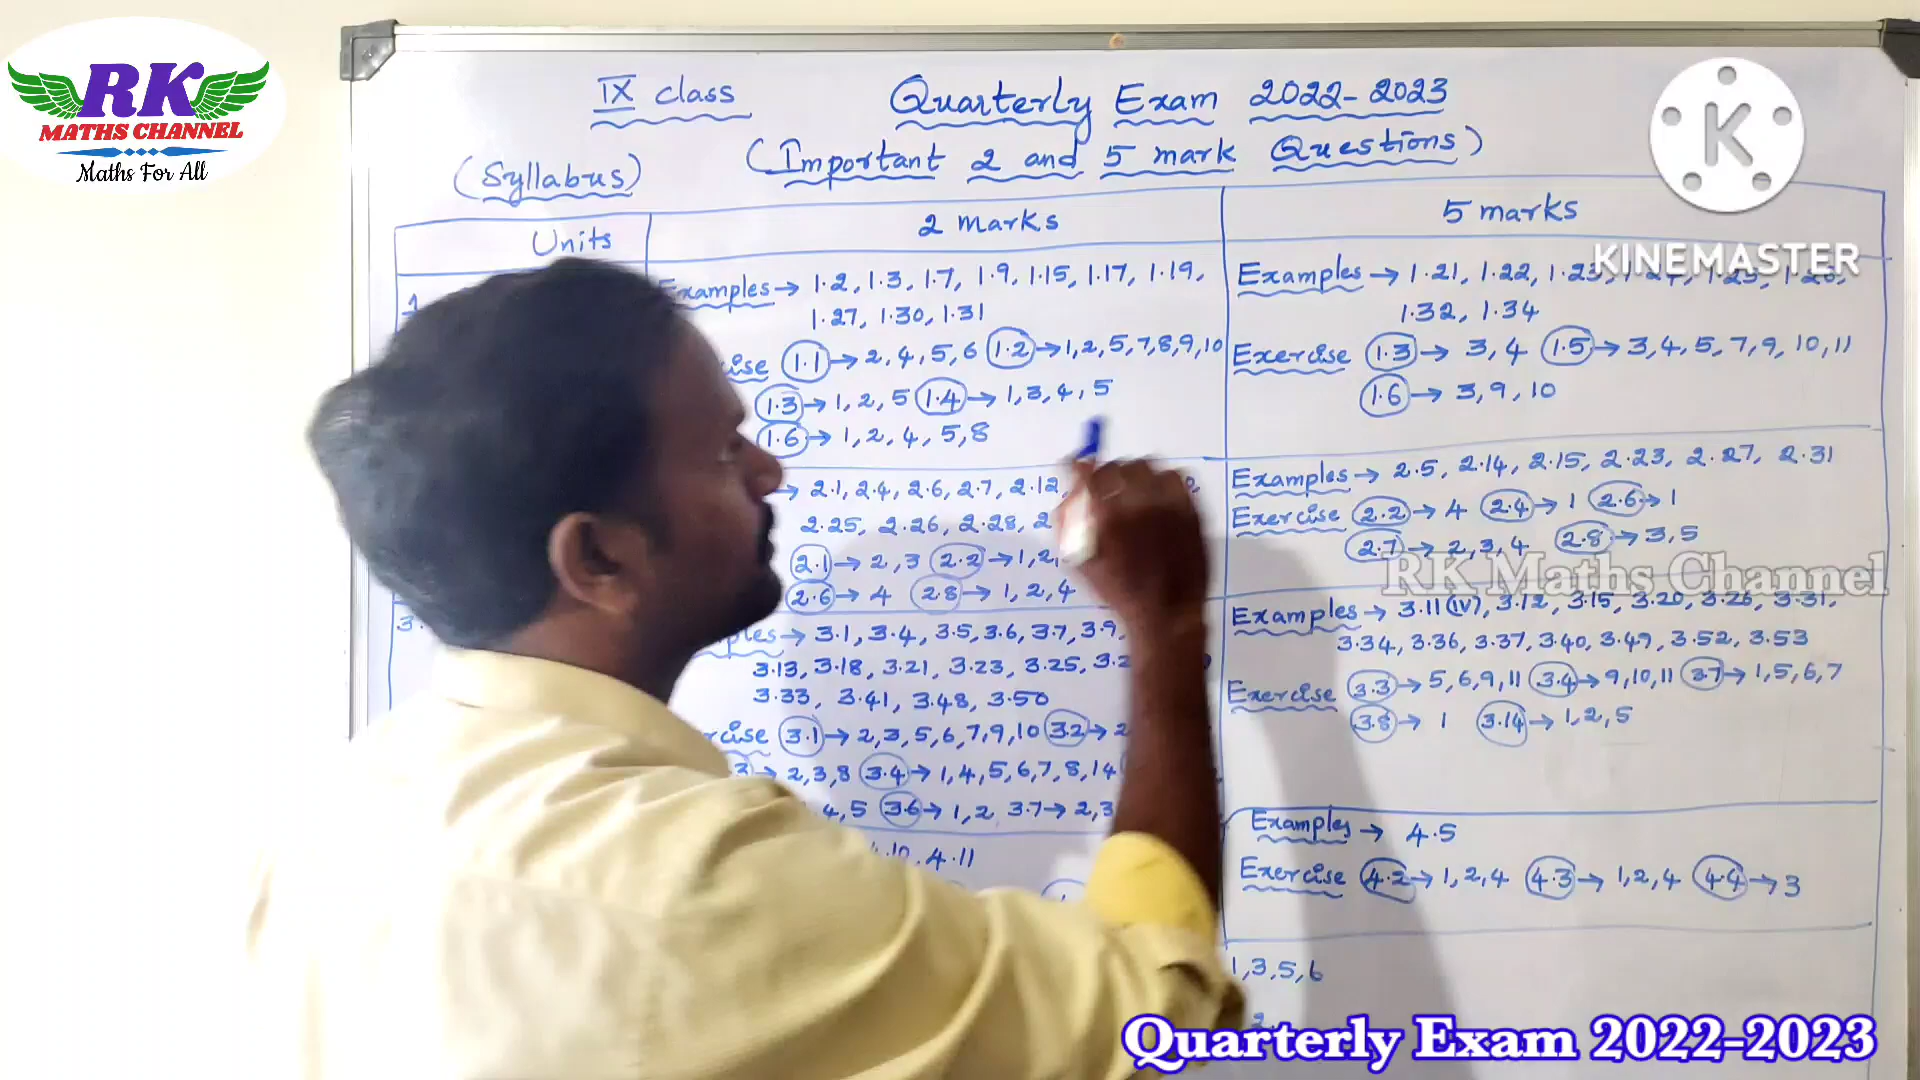 RK
MATHS CHANNEL
Maths For All
IX class
Quarterly Exam 2022-2023
(Syllabus)
(Important 2 and 5 mark Questions)
K
KINEMASTER
Units
2 marks
5 marks
1
Examples → 1.2, 1.3, 1.7, 1.9, 1.15, 1.17, 1.19,
1.27, 1.30, 1.31
cise 1.1 → 2, 4, 5, 6 1.2 → 1, 2, 5, 7, 8, 9, 10
1.3 → 1, 2, 5 1.4 → 1, 3, 4, 5
1.6 → 1, 2, 4, 5, 8
Examples → 1.21, 1.22, 1.23,
1.32, 1.34
Exercise 1.3 → 3, 4 1.5 → 3, 4, 5, 7, 9, 10, 11
1.6 → 3, 9, 10
→ 2.1, 2.4, 2.6, 2.7, 2.12,
2.25, 2.26, 2.28,
2.1 → 2, 3 2.2 → 1, 2,
2.6 → 4 2.8 → 1, 2, 4
Examples → 2.5, 2.14, 2.15, 2.23, 2.27, 2.31
Exercise 2.2 → 4 2.4 → 1 2.6 → 1
2.7 → 2, 3, 4 2.8 → 3, 5
RK Maths Channel
3.
ples → 3.1, 3.4, 3.5, 3.6, 3.7, 3.9,
3.13, 3.18, 3.21, 3.23, 3.25,
3.33, 3.41, 3.48, 3.50
rcise 3.1 → 2, 3, 5, 6, 7, 9, 10 3.2 → 2
→ 2, 3, 8 3.4 → 1, 4, 5, 6, 7, 8, 14
4, 5 3.6 → 1, 2 3.7 → 2, 3
Examples → 3.11 (iv), 3.12, 3.15, 3.20, 3.26, 3.31,
3.34, 3.36, 3.37, 3.40, 3.49, 3.52, 3.53
Exercise 3.3 → 5, 6, 9, 11 3.4 → 9, 10, 11 3.7 → 1, 5, 6, 7
3.8 → 1 3.14 → 1, 2, 5
4.10, 4.11
Examples → 4.5
Exercise 4.2 → 1, 2, 4 4.3 → 1, 2, 4 4.4 → 3
1, 3, 5, 6
Quarterly Exam 2022-2023